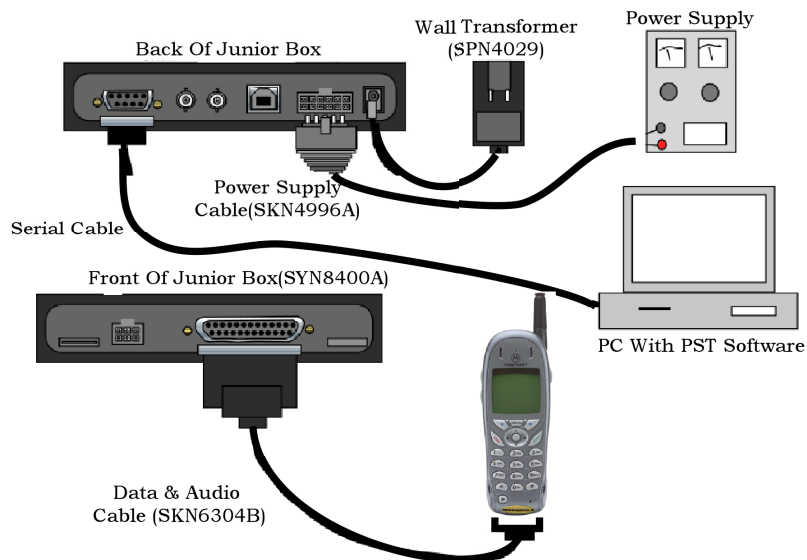 Wall Transformer
(SPN4029)
Power Supply
Back Of Junior Box
Power Supply
Cable(SKN4996A)
Serial Cable
Front Of Junior Box(SYN8400A)
PC With PST Software
Data & Audio
Cable (SKN6304B)